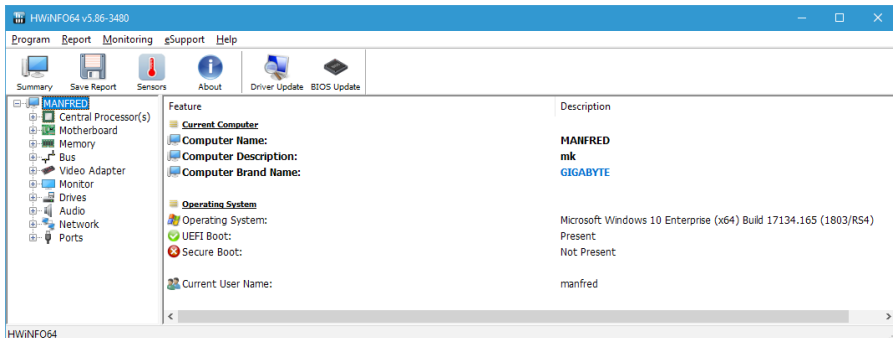 HWiNFO64 v5.86-3480
Program Report Monitoring eSupport Help
Summary Save Report Sensors About Driver Update BIOS Update
MANFRED
Central Processor(s)
Motherboard
Memory
Bus
Video Adapter
Monitor
Drives
Audio
Network
Ports
Feature Description
Current Computer
Computer Name: MANFRED
Computer Description: mk
Computer Brand Name: GIGABYTE
Operating System
Operating System: Microsoft Windows 10 Enterprise (x64) Build 17134.165 (1803/RS4)
UEFI Boot: Present
Secure Boot: Not Present
Current User Name: manfred
HWiNFO64